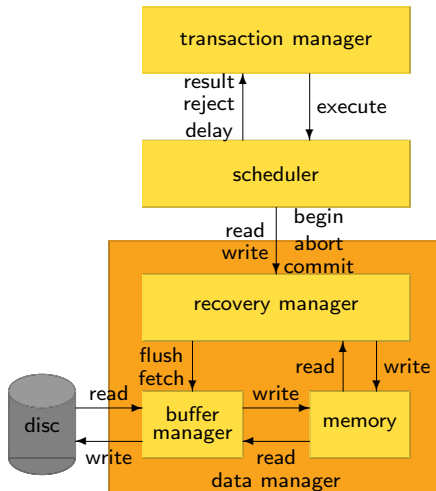 transaction manager
result
reject
delay
execute
scheduler
begin
read
write
abort
commit
recovery manager
flush
fetch
read
write
read
write
disc
buffer
manager
memory
write
read
data manager